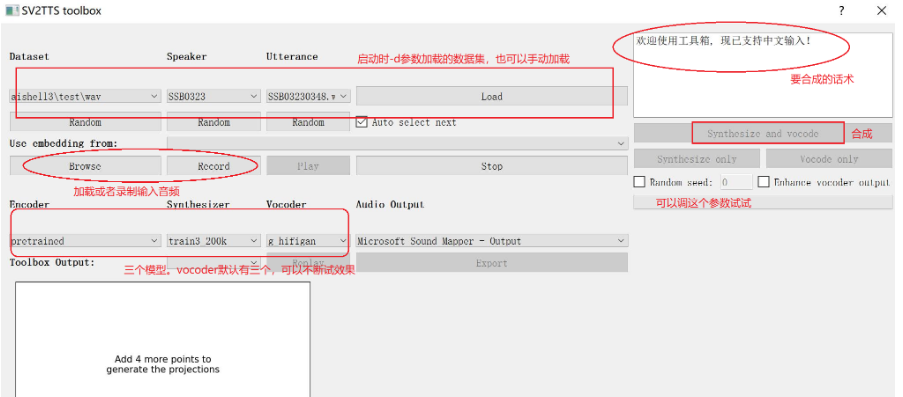 SV2TTS toolbox
? ×
Dataset Speaker Utterance 启动时-d参数加载的数据集，也可以手动加载
aishell3\test\wav SSB0323 SSB03230348.w Load
Random Random Random Auto select next
Use embedding from:
Browse Record Play Stop
加载或者录制输入音频
Encoder Synthesizer Vocoder Audio Output
pretrained train3_200k g_hifigan Microsoft Sound Mapper - Output
Toolbox Output: Replay Export
三个模型。vocoder默认有三个，可以不断试效果
Add 4 more points to
generate the projections
欢迎使用工具箱, 现已支持中文输入!
要合成的话术
Synthesize and vocode 合成
Synthesize only Vocode only
Random seed: 0 Enhance vocoder output
可以调这个参数试试